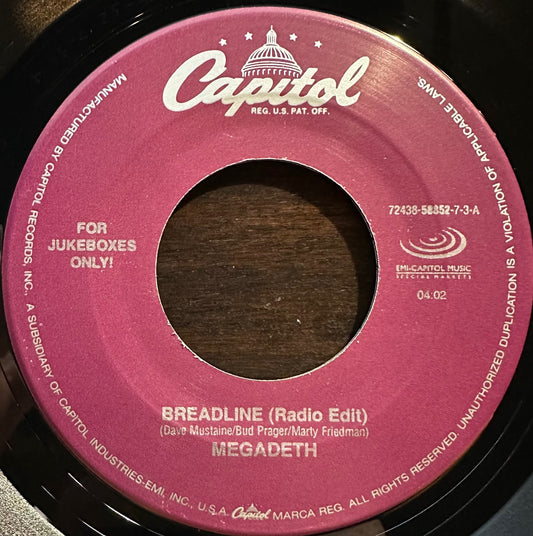 Capitol
REG. U.S. PAT. OFF.
FOR
JUKEBOXES
ONLY!
72438-58852-7-3-A
EMI-CAPITOL MUSIC
SPECIAL MARKETS
04:02
BREADLINE (Radio Edit)
(Dave Mustaine/Bud Prager/Marty Friedman)
MEGADETH
MANUFACTURED BY CAPITOL RECORDS, INC., A SUBSIDIARY OF CAPITOL INDUSTRIES-EMI, INC., U.S.A. Capitol MARCA REG. ALL RIGHTS RESERVED. UNAUTHORIZED DUPLICATION IS A VIOLATION OF APPLICABLE LAWS.